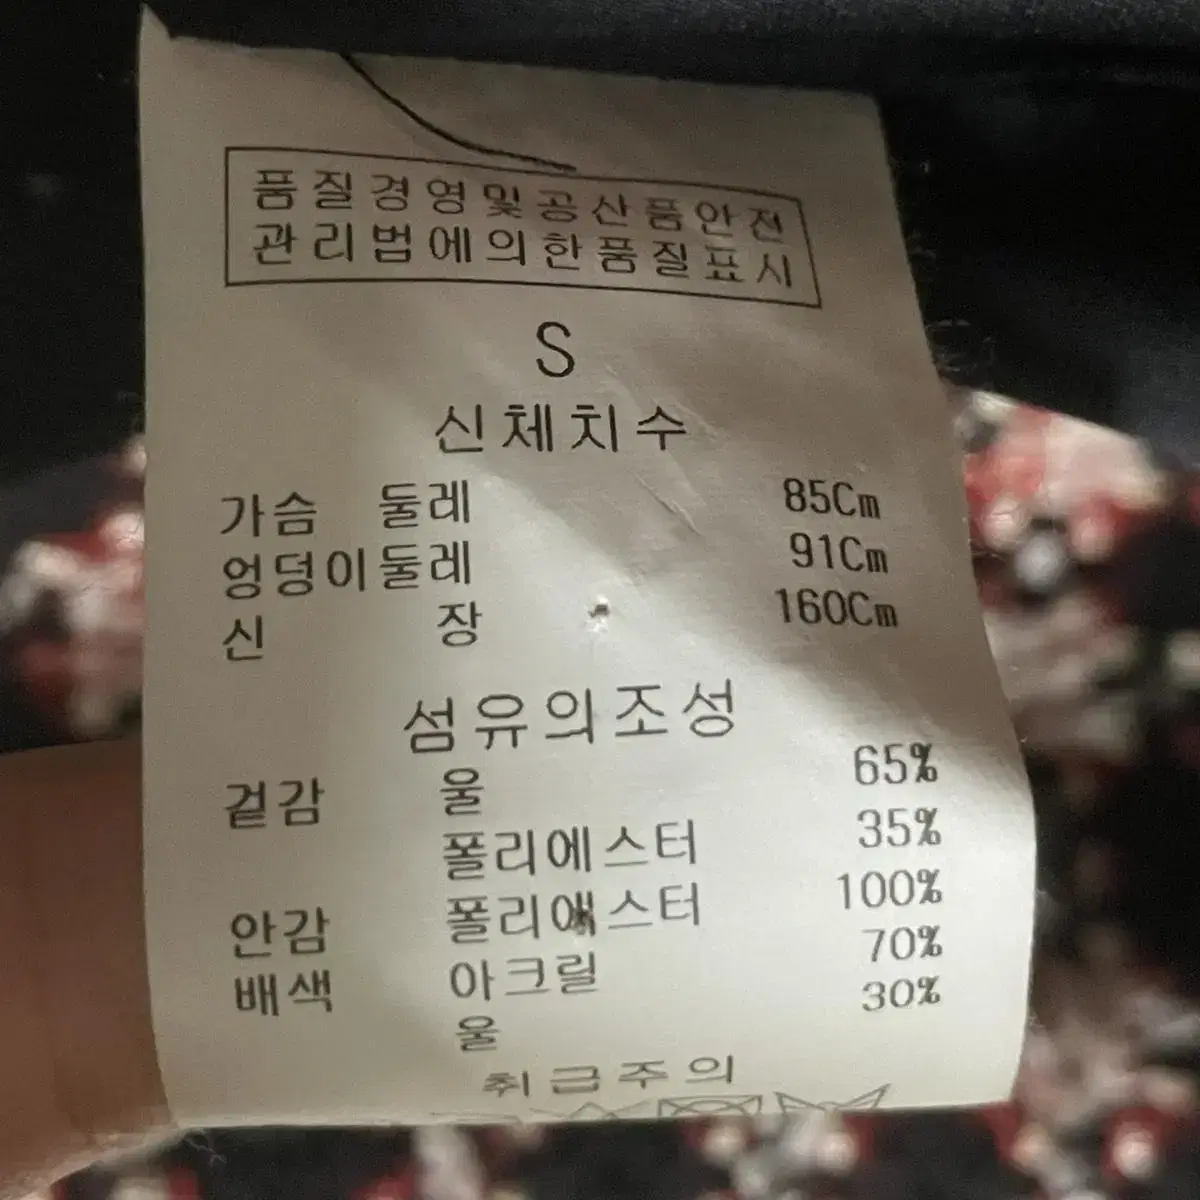 품질경영및공산품안전
관리법에의한품질표시
S
신체치수
가슴 둘레 85Cm
엉덩이둘레 91Cm
신 장 160Cm
섬유의조성
겉감 울 65%
폴리에스터 35%
안감 폴리에스터 100%
배색 아크릴 70%
울 30%
취급주의